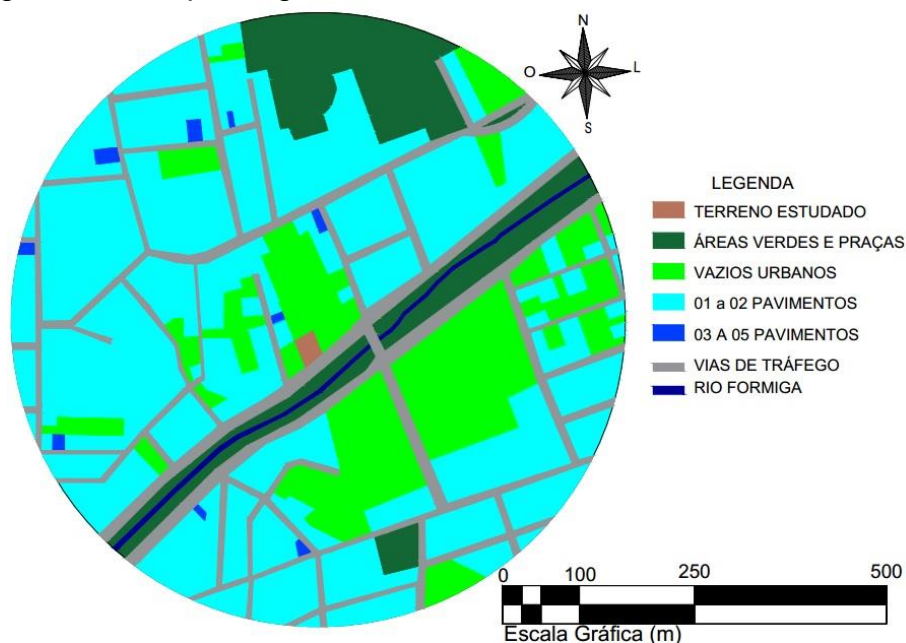 N
O
L
S
LEGENDA
TERRENO ESTUDADO
ÁREAS VERDES E PRAÇAS
VAZIOS URBANOS
01 a 02 PAVIMENTOS
03 A 05 PAVIMENTOS
VIAS DE TRÁFEGO
RIO FORMIGA
0 100 250 500
Escala Gráfica (m)